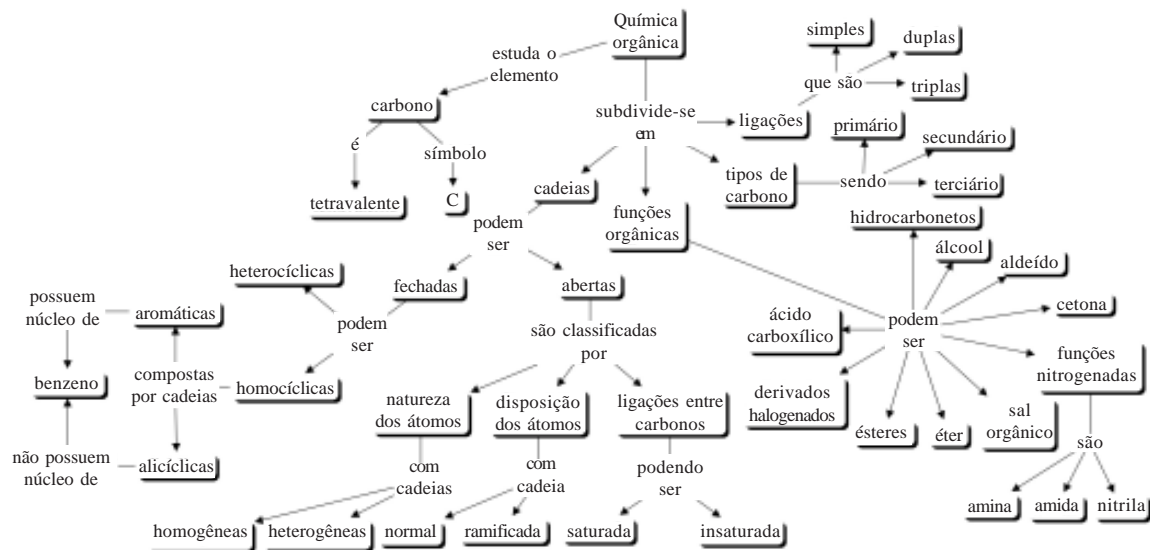 Química
orgânica
estuda o
elemento
carbono
é
símbolo
tetravalente
C
subdivide-se
em
ligações
que são
simples
duplas
triplas
tipos de
carbono
sendo
primário
secundário
terciário
cadeias
podem
ser
fechadas
abertas
podem
ser
heterocíclicas
homocíclicas
compostas
por cadeias
aromáticas
alicíclicas
possuem
núcleo de
benzeno
não possuem
núcleo de
são classificadas
por
natureza
dos átomos
disposição
dos átomos
ligações entre
carbonos
com
cadeias
com
cadeia
podendo
ser
homogêneas
heterogêneas
normal
ramificada
saturada
insaturada
funções
orgânicas
podem
ser
hidrocarbonetos
álcool
aldeído
cetona
funções
nitrogenadas
ácido
carboxílico
derivados
halogenados
ésteres
éter
sal
orgânico
são
amina
amida
nitrila